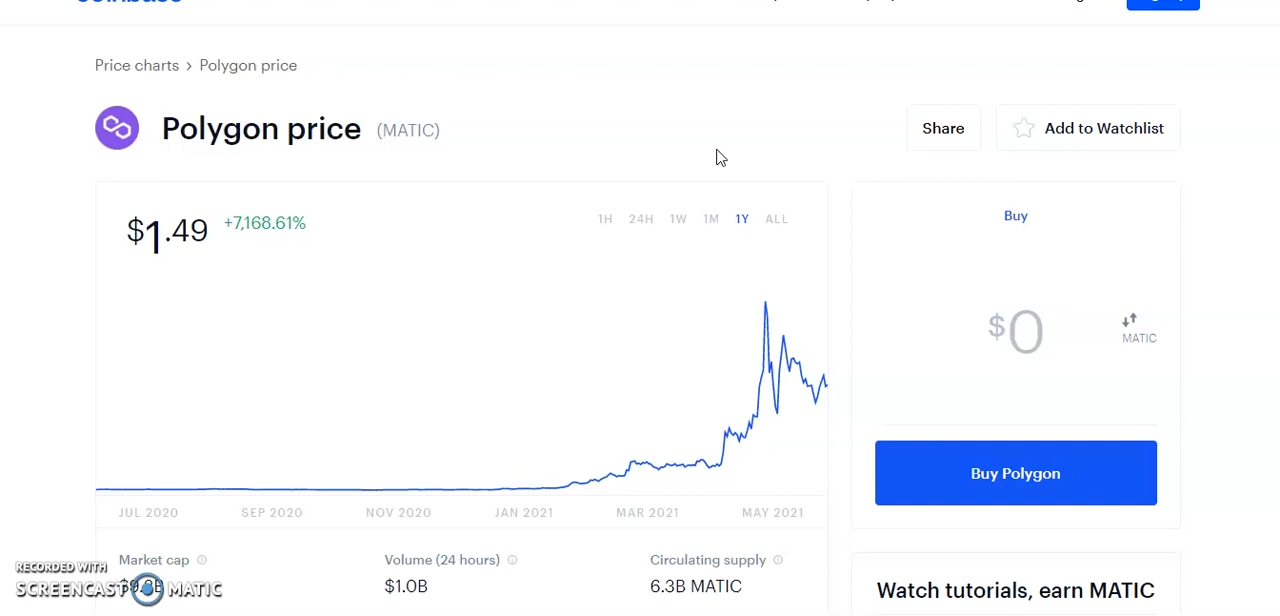 coinbase
Price charts › Polygon price
Polygon price (MATIC)
Share
Add to Watchlist
$1.49 +7,168.61%
1H 24H 1W 1M 1Y ALL
Buy
$0
MATIC
Buy Polygon
JUL 2020 SEP 2020 NOV 2020 JAN 2021 MAR 2021 MAY 2021
Market cap
Volume (24 hours)
$1.0B
Circulating supply
6.3B MATIC
Watch tutorials, earn MATIC
RECORDED WITH
SCREENCAST MATIC